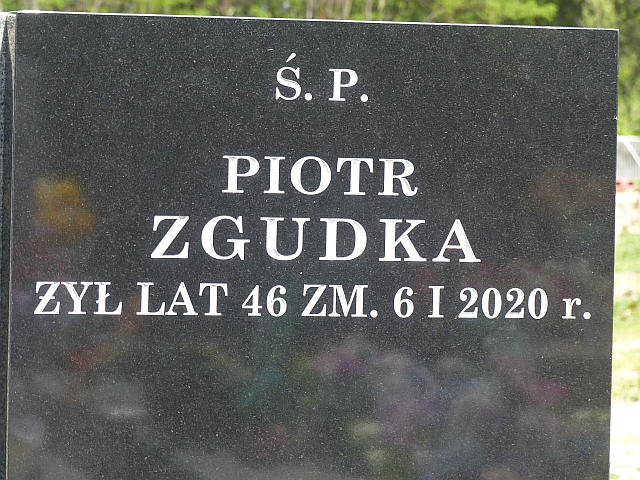 Ś. P.
PIOTR
ZGUDKA
ŻYŁ LAT 46 ZM. 6 I 2020 r.